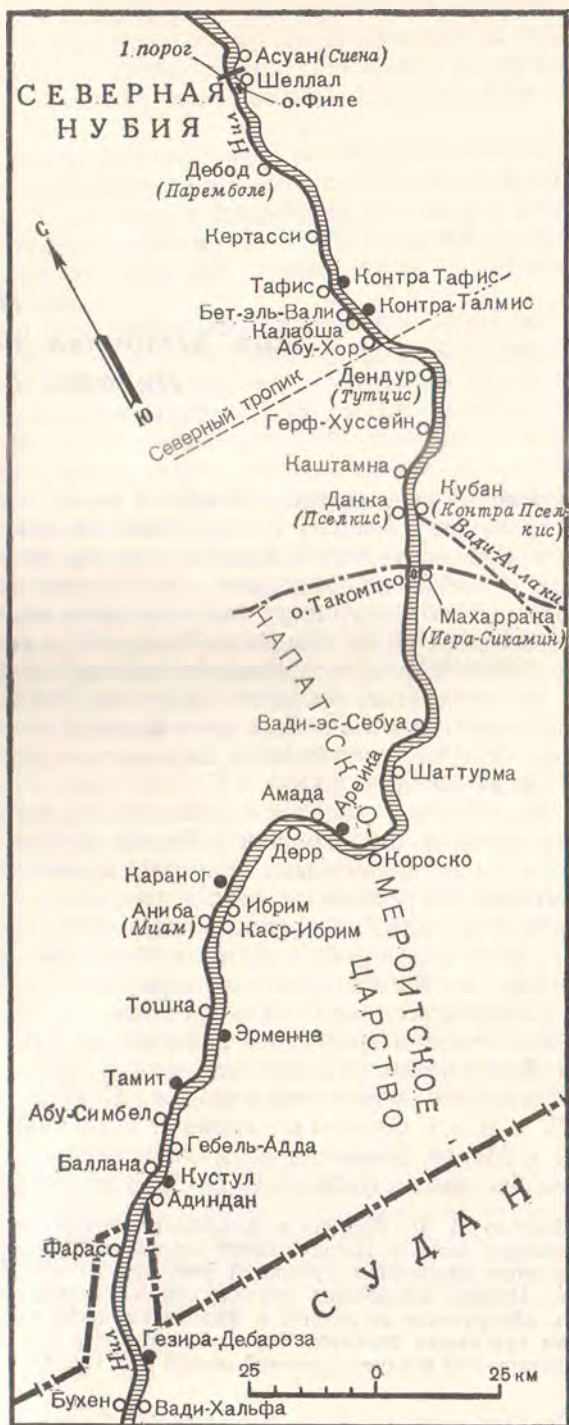 1 порог
Асуан (Сиена)
Шеллал
о. Филе
СЕВЕРНАЯ
НУБИЯ
Нил
Дебод
(Паремболе)
С
Ю
Кертасси
Контра Тафис
Тафис
Контра-Талмис
Бет-эль-Вали
Калабша
Абу-Хор
Северный тропик
Дендур
(Тутцис)
Герф-Хуссейн
Каштамна
Дакка
(Пселкис)
Кубан
(Контра Псел-
кис)
Вади-Аллаки
о. Такомпсо
Махаррака
(Иера-Сикамин)
НАПАТСКО-
МЕРОИТСКОЕ
ЦАРСТВО
Вади-эс-Себуа
Шаттурма
Арейка
Амада
Дерр
Короско
Караног
Ибрим
Аниба
(Миам)
Каср-Ибрим
Тошка
Эрменне
Тамит
Абу-Симбел
Гебель-Адда
Баллана
Кустул
Адиндан
Фарас
СУДАН
Нил
Гезира-Дебароза
25 0 25 км
Бухен
Вади-Хальфа